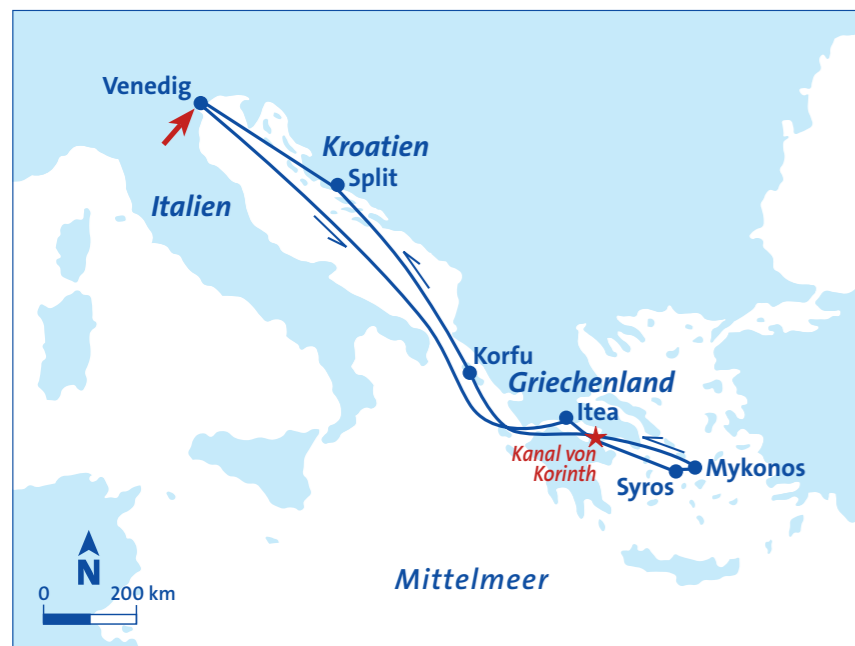 Venedig
Kroatien
Split
Italien
Korfu
Griechenland
Itea
Kanal von
Korinth
Mykonos
Syros
Mittelmeer
N
0 200 km